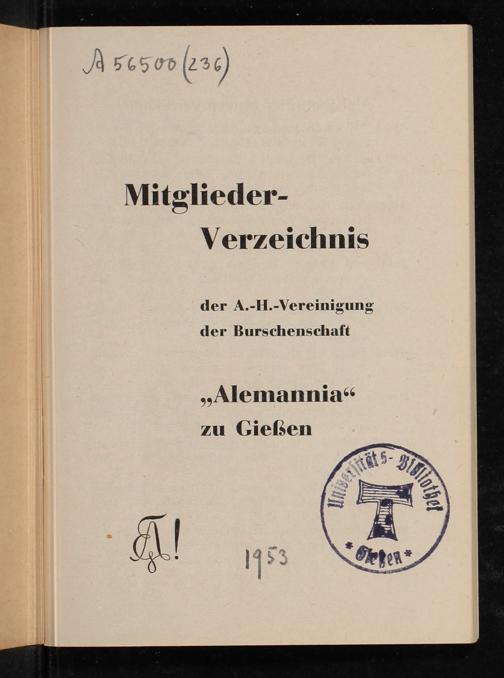 A 56500 (236)
Mitglieder-
Verzeichnis
der A.-H.-Vereinigung
der Burschenschaft
„Alemannia“
zu Gießen
1953
Universitäts-Bibliothek
* Gießen *